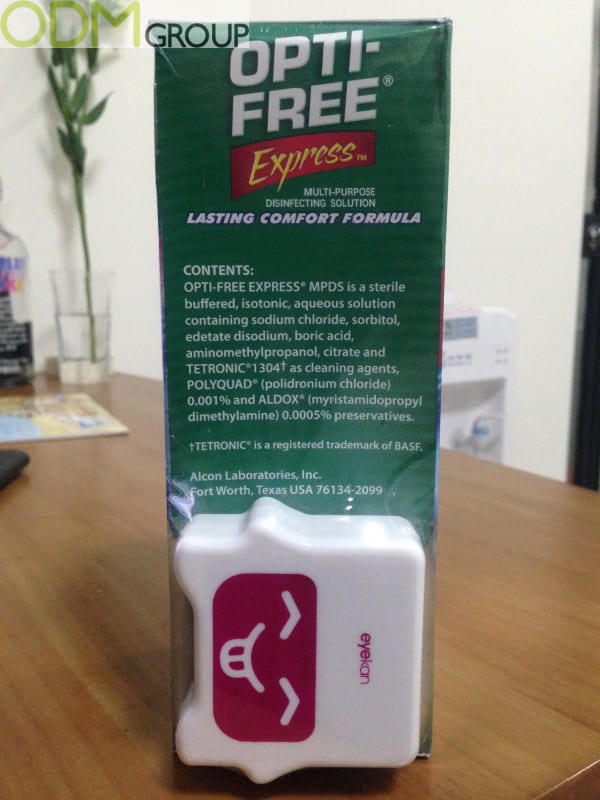 ODM GROUP
OPTI-
FREE®
Express™
MULTI-PURPOSE
DISINFECTING SOLUTION
LASTING COMFORT FORMULA
CONTENTS:
OPTI-FREE EXPRESS® MPDS is a sterile
buffered, isotonic, aqueous solution
containing sodium chloride, sorbitol,
edetate disodium, boric acid,
aminomethylpropanol, citrate and
TETRONIC®1304† as cleaning agents,
POLYQUAD® (polidronium chloride)
0.001% and ALDOX® (myristamidopropyl
dimethylamine) 0.0005% preservatives.
†TETRONIC® is a registered trademark of BASF.
Alcon Laboratories, Inc.
Fort Worth, Texas USA 76134-2099
eyekan